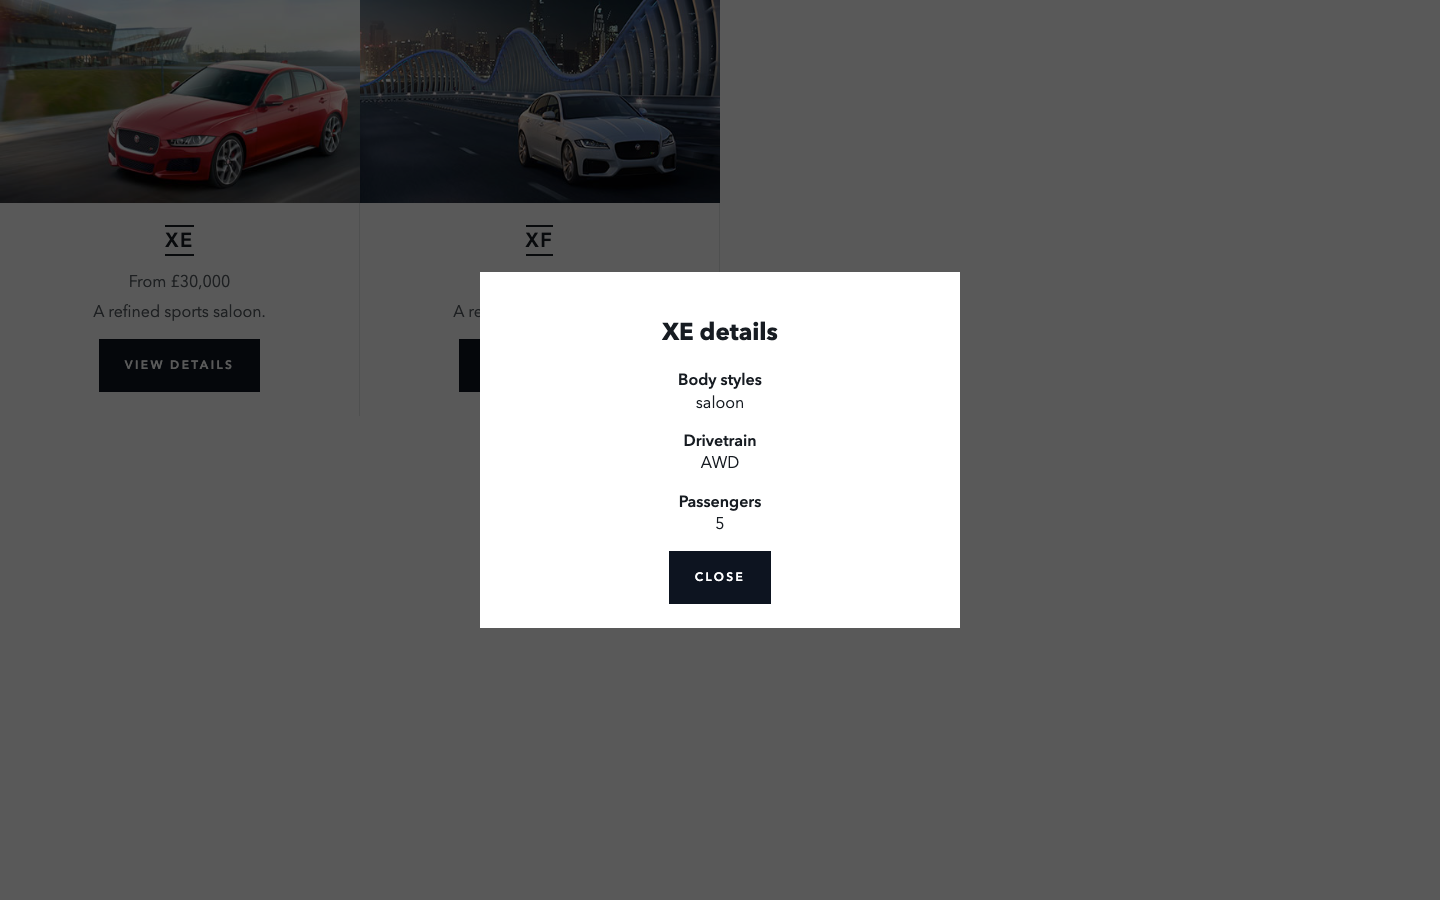 XE
From £30,000
A refined sports saloon.
VIEW DETAILS
XF
A re
XE details
Body styles
saloon
Drivetrain
AWD
Passengers
5
CLOSE